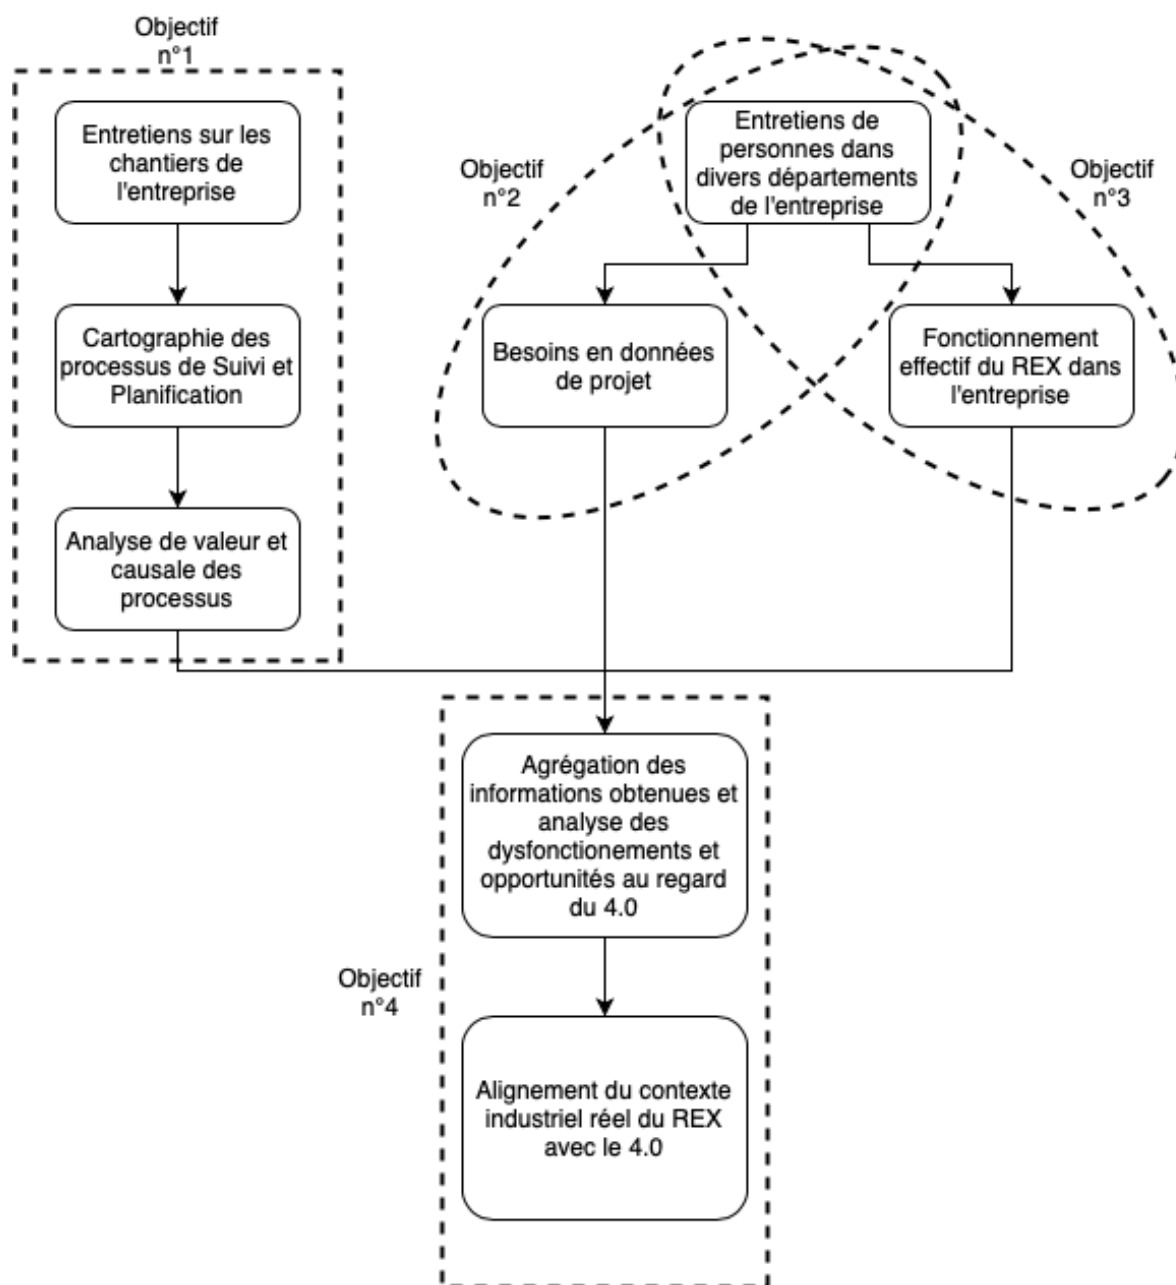 Objectif
n°1
Entretiens sur les
chantiers de
l'entreprise
Cartographie des
processus de Suivi et
Planification
Analyse de valeur et
causale des
processus
Objectif
n°2
Entretiens de
personnes dans
divers départements
de l'entreprise
Objectif
n°3
Besoins en données
de projet
Fonctionnement
effectif du REX dans
l'entreprise
Agrégation des
informations obtenues et
analyse des
dysfonctionements et
opportunités au regard
du 4.0
Objectif
n°4
Alignement du contexte
industriel réel du REX
avec le 4.0